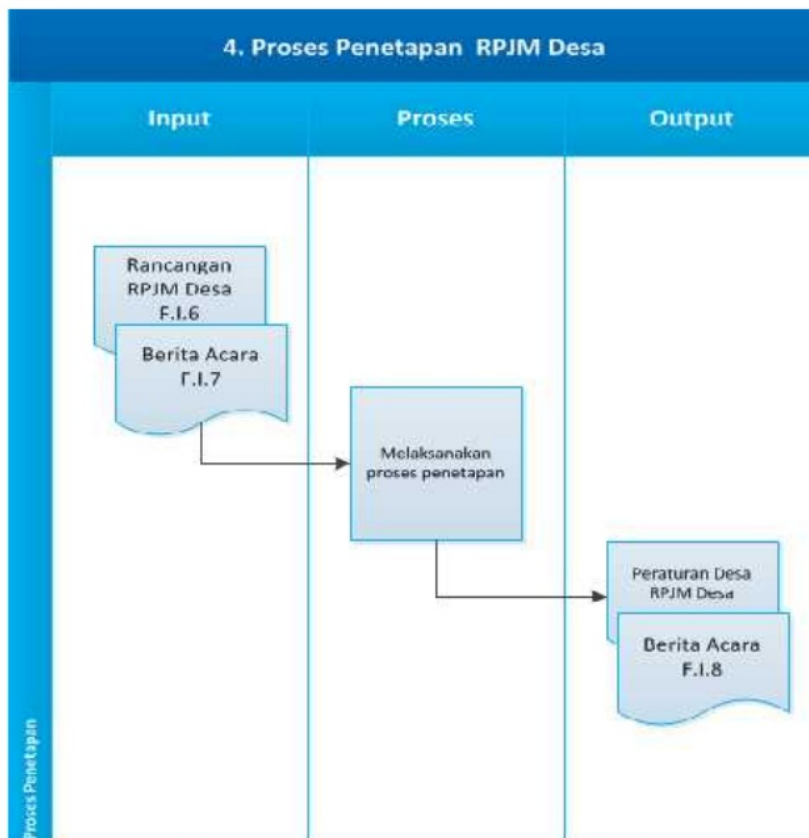 4. Proses Penetapan RPJM Desa
Input
Proses
Output
Rancangan
RPJM Desa
F.I.6
Berita Acara
F.I.7
Melaksanakan
proses penetapan
Peraturan Desa
RPJM Desa
Berita Acara
F.I.8
Proses Penetapan